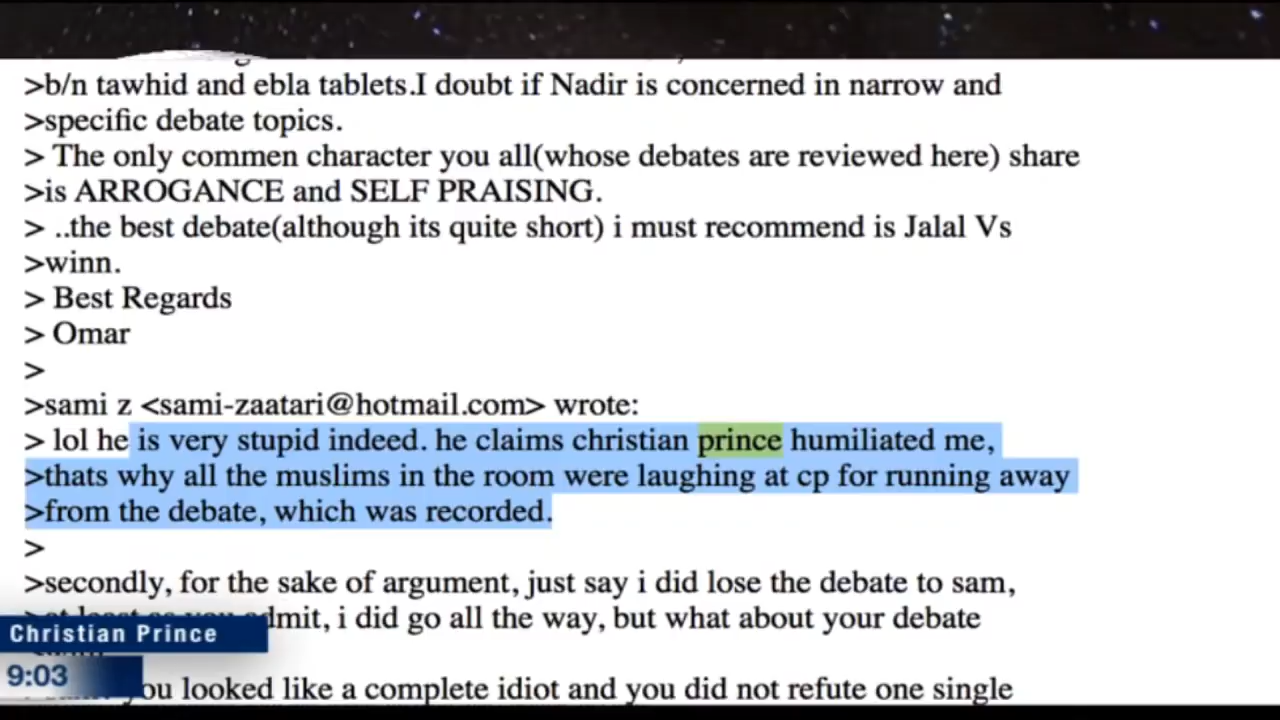 >b/n tawhid and ebla tablets.I doubt if Nadir is concerned in narrow and
>specific debate topics.
> The only commen character you all(whose debates are reviewed here) share
>is ARROGANCE and SELF PRAISING.
> ..the best debate(although its quite short) i must recommend is Jalal Vs
>winn.
> Best Regards
> Omar
>
>sami z <sami-zaatari@hotmail.com> wrote:
> lol he is very stupid indeed. he claims christian prince humiliated me,
>thats why all the muslims in the room were laughing at cp for running away
>from the debate, which was recorded.
>
>secondly, for the sake of argument, just say i did lose the debate to sam,
admit, i did go all the way, but what about your debate
Christian Prince
9:03
you looked like a complete idiot and you did not refute one single